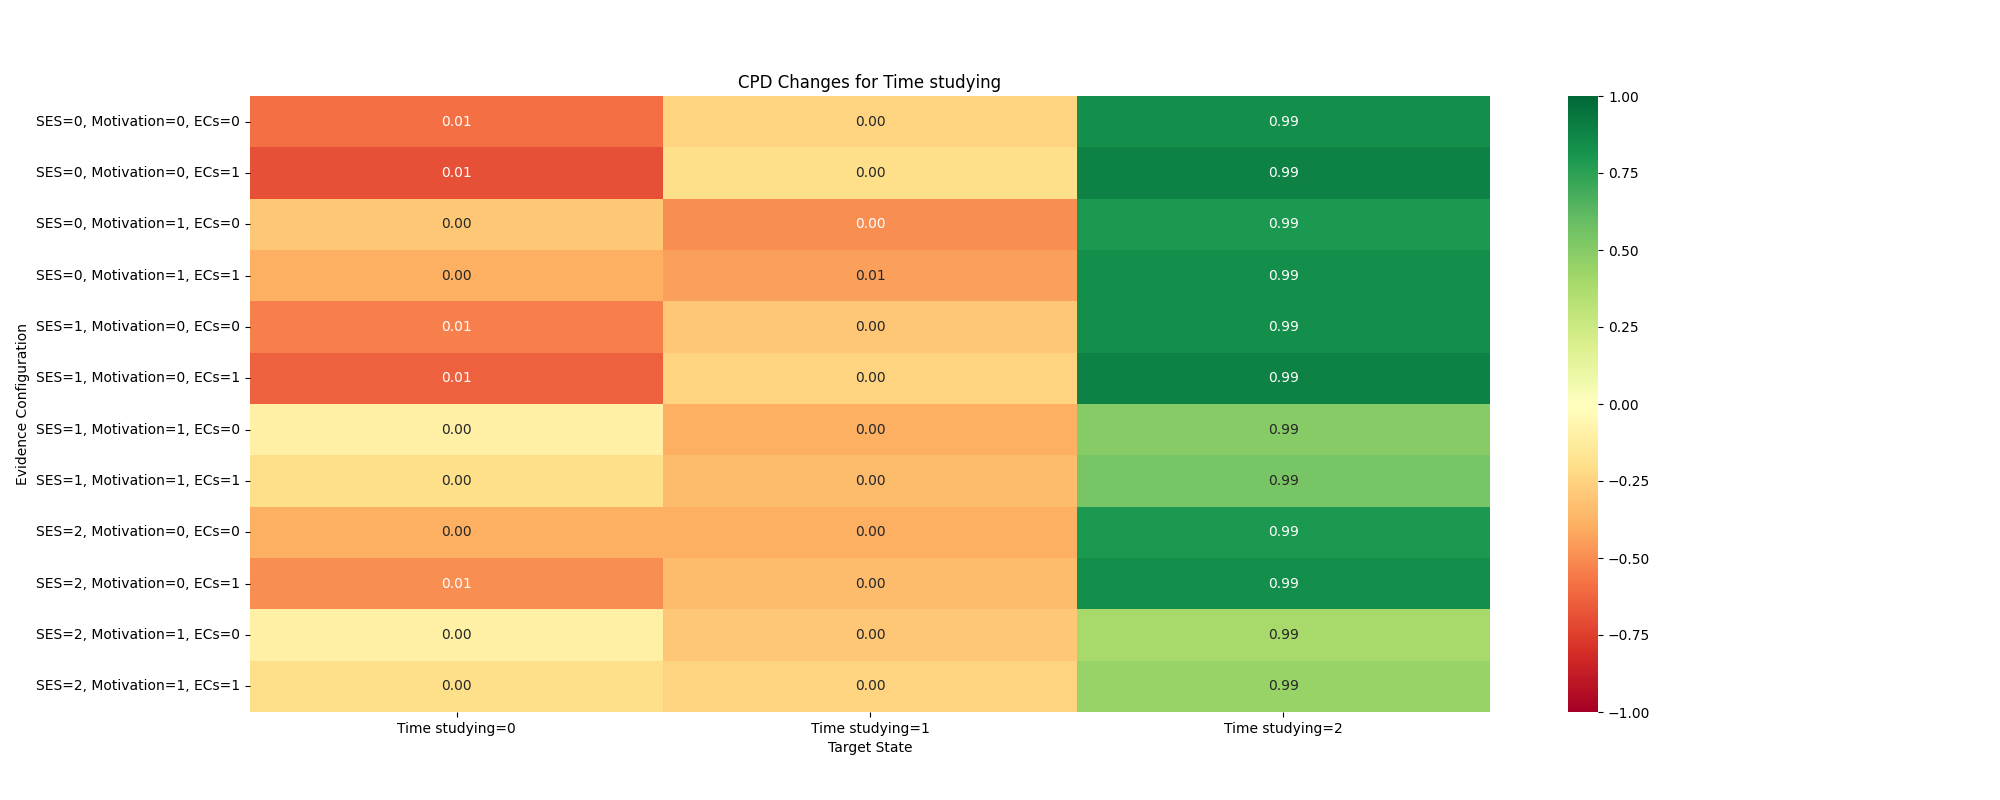 CPD Changes for Time studying
SES=0, Motivation=0, ECs=0 0.01 0.00 0.99
SES=0, Motivation=0, ECs=1 0.01 0.00 0.99
SES=0, Motivation=1, ECs=0 0.00 0.00 0.99
SES=0, Motivation=1, ECs=1 0.00 0.01 0.99
SES=1, Motivation=0, ECs=0 0.01 0.00 0.99
SES=1, Motivation=0, ECs=1 0.01 0.00 0.99
SES=1, Motivation=1, ECs=0 0.00 0.00 0.99
SES=1, Motivation=1, ECs=1 0.00 0.00 0.99
SES=2, Motivation=0, ECs=0 0.00 0.00 0.99
SES=2, Motivation=0, ECs=1 0.01 0.00 0.99
SES=2, Motivation=1, ECs=0 0.00 0.00 0.99
SES=2, Motivation=1, ECs=1 0.00 0.00 0.99
Evidence Configuration
Time studying=0 Time studying=1 Time studying=2
Target State
1.00
0.75
0.50
0.25
0.00
−0.25
−0.50
−0.75
−1.00